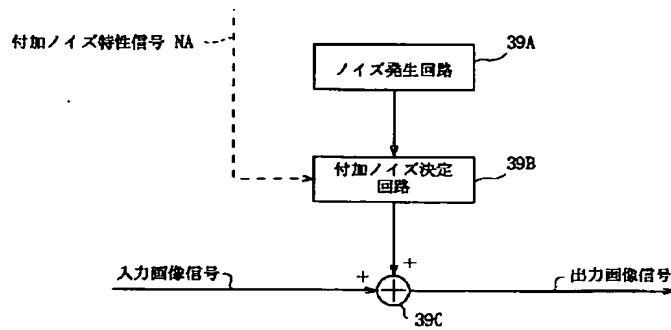 付加ノイズ特性信号 NA
39A
ノイズ発生回路
39B
付加ノイズ決定
回路
+
入力画像信号
+
出力画像信号
39C